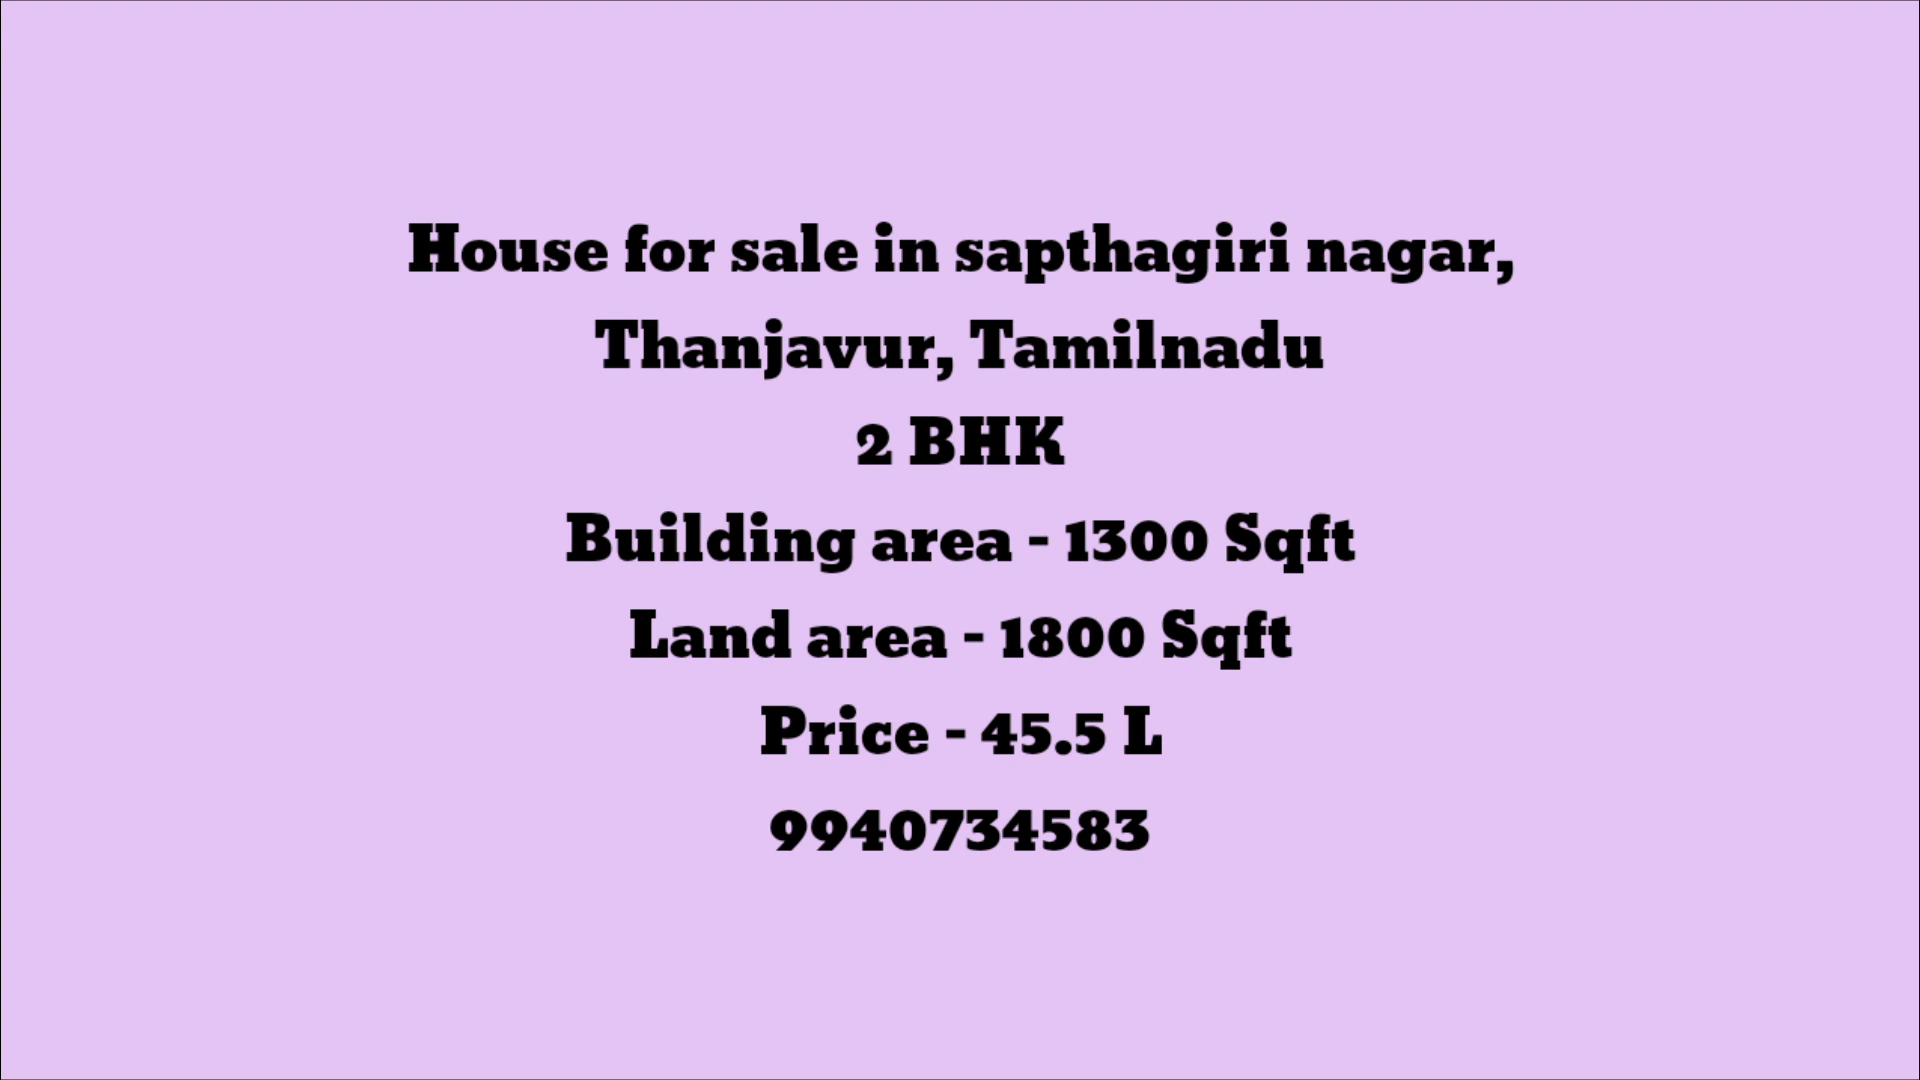 House for sale in sapthagiri nagar,
Thanjavur, Tamilnadu
2 BHK
Building area - 1300 Sqft
Land area - 1800 Sqft
Price - 45.5 L
9940734583